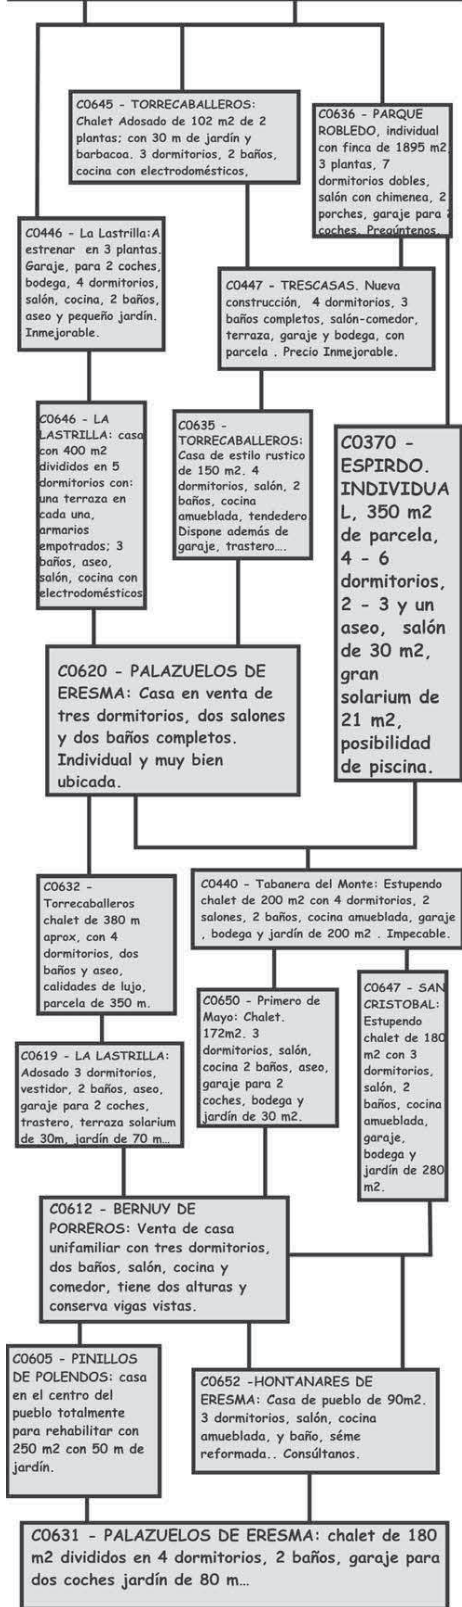 C0645 - TORRECABALLEROS:
Chalet Adosado de 102 m2 de 2
plantas; con 30 m de jardín y
barbacoa. 3 dormitorios, 2 baños,
cocina con electrodomésticos,
C0636 - PARQUE
ROBLEDO, individual
con finca de 1895 m2
3 plantas, 7
dormitorios dobles,
salón con chimenea, 2
porches, garaje para 2
coches. Pregúntenos.
C0446 - La Lastrilla:A
estrenar en 3 plantas.
Garaje, para 2 coches,
bodega, 4 dormitorios,
salón, cocina, 2 baños,
aseo y pequeño jardín.
Inmejorable.
C0447 - TRESCASAS. Nueva
construcción, 4 dormitorios, 3
baños completos, salón-comedor,
terraza, garaje y bodega, con
parcela . Precio Inmejorable.
C0646 - LA
LASTRILLA: casa
con 400 m2
divididos en 5
dormitorios con:
una terraza en
cada una,
armarios
empotrados; 3
baños, aseo,
salón, cocina con
electrodomésticos
C0635 -
TORRECABALLEROS:
Casa de estilo rustico
de 150 m2. 4
dormitorios, salón, 2
baños, cocina
amueblada, tendedero
Dispone además de
garaje, trastero....
C0370 -
ESPIRDO.
INDIVIDUA
L, 350 m2
de parcela,
4 - 6
dormitorios,
2 - 3 y un
aseo, salón
de 30 m2,
gran
solarium de
21 m2,
posibilidad
de piscina.
C0620 - PALAZUELOS DE
ERESMA: Casa en venta de
tres dormitorios, dos salones
y dos baños completos.
Individual y muy bien
ubicada.
C0632 -
Torrecaballeros
chalet de 380 m
aprox, con 4
dormitorios, dos
baños y aseo,
calidades de lujo,
parcela de 350 m.
C0440 - Tabanera del Monte: Estupendo
chalet de 200 m2 con 4 dormitorios, 2
salones, 2 baños, cocina amueblada, garaje
, bodega y jardín de 200 m2 . Impecable.
C0650 - Primero de
Mayo: Chalet.
172m2. 3
dormitorios, salón,
cocina 2 baños, aseo,
garaje para 2
coches, bodega y
jardín de 30 m2.
C0647 - SAN
CRISTOBAL:
Estupendo
chalet de 180
m2 con 3
dormitorios,
salón, 2
baños, cocina
amueblada,
garaje,
bodega y
jardín de 280
m2.
C0619 - LA LASTRILLA:
Adosado 3 dormitorios,
vestidor, 2 baños, aseo,
garaje para 2 coches,
trastero, terraza solarium
de 30m, jardín de 70 m...
C0612 - BERNUY DE
PORREROS: Venta de casa
unifamiliar con tres dormitorios,
dos baños, salón, cocina y
comedor, tiene dos alturas y
conserva vigas vistas.
C0605 - PINILLOS
DE POLENDOS: casa
en el centro del
pueblo totalmente
para rehabilitar con
250 m2 con 50 m de
jardín.
C0652 -HONTANARES DE
ERESMA: Casa de pueblo de 90m2.
3 dormitorios, salón, cocina
amueblada, y baño, séme
reformada.. Consúltanos.
C0631 - PALAZUELOS DE ERESMA: chalet de 180
m2 divididos en 4 dormitorios, 2 baños, garaje para
dos coches jardín de 80 m...